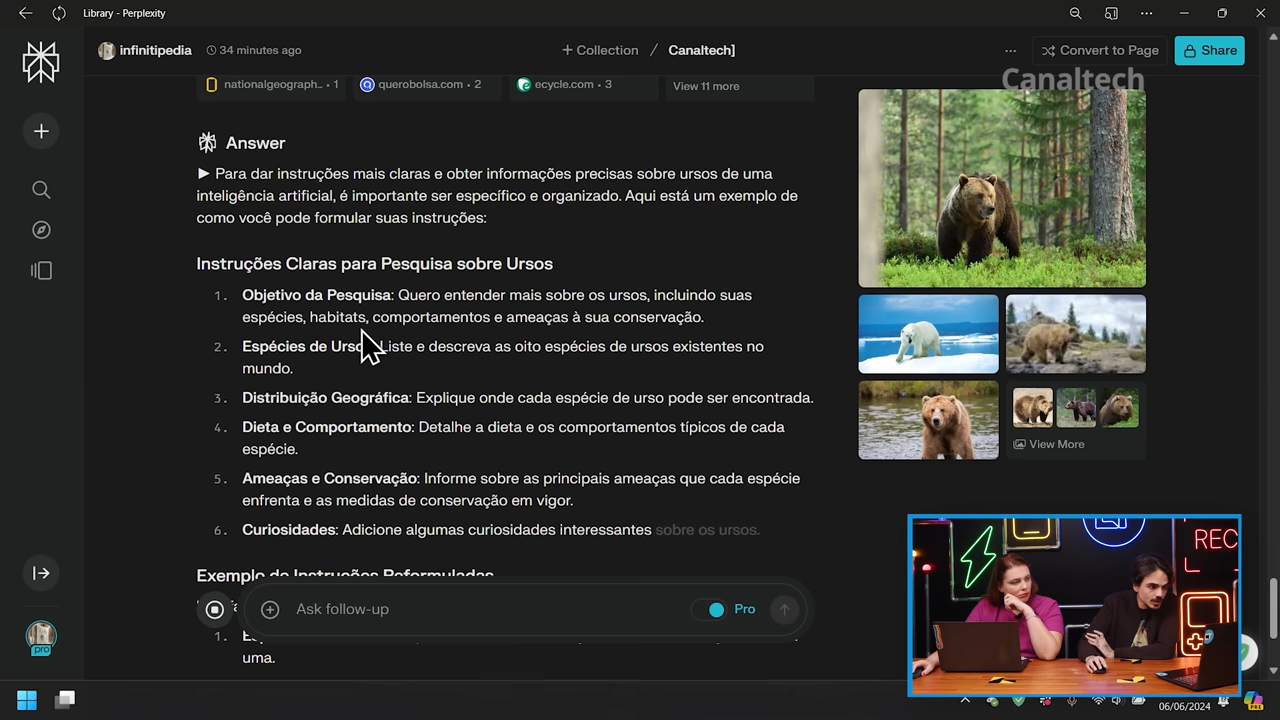 Library - Perplexity
infinitipedia
34 minutes ago
+ Collection / Canaltech]
Convert to Page
Share
Canaltech
nationalgeograph... • 1
querobolsa.com • 2
ecycle.com • 3
View 11 more
Answer
▶ Para dar instruções mais claras e obter informações precisas sobre ursos de uma
inteligência artificial, é importante ser específico e organizado. Aqui está um exemplo de
como você pode formular suas instruções:
Instruções Claras para Pesquisa sobre Ursos
1. Objetivo da Pesquisa: Quero entender mais sobre os ursos, incluindo suas
espécies, habitats, comportamentos e ameaças à sua conservação.
2. Espécies de Urso Liste e descreva as oito espécies de ursos existentes no
mundo.
3. Distribuição Geográfica: Explique onde cada espécie de urso pode ser encontrada.
4. Dieta e Comportamento: Detalhe a dieta e os comportamentos típicos de cada
espécie.
5. Ameaças e Conservação: Informe sobre as principais ameaças que cada espécie
enfrenta e as medidas de conservação em vigor.
6. Curiosidades: Adicione algumas curiosidades interessantes sobre os ursos.
View More
Exemplo de Instruções Reformuladas
Ask follow-up
Pro
1.
uma.
REC
pro
06/06/2024
PRE